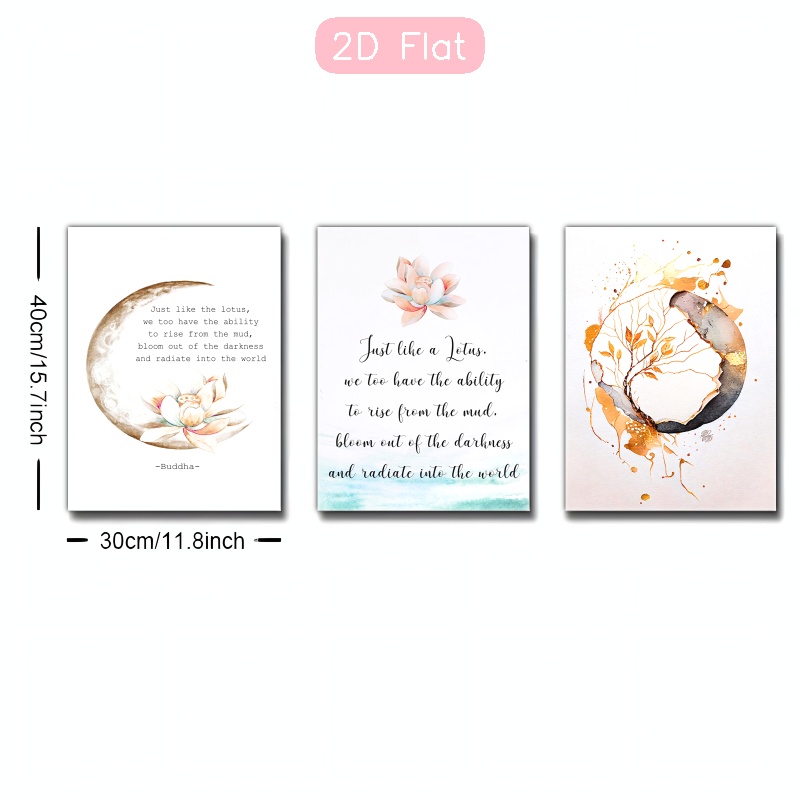 2D Flat
40cm/15.7inch
Just like the lotus,
we too have the ability
to rise from the mud,
bloom out of the darkness
and radiate into the world
-Buddha-
Just like a Lotus.
we too have the ability
to rise from the mud.
bloom out of the darkness
and radiate into the world
30cm/11.8inch